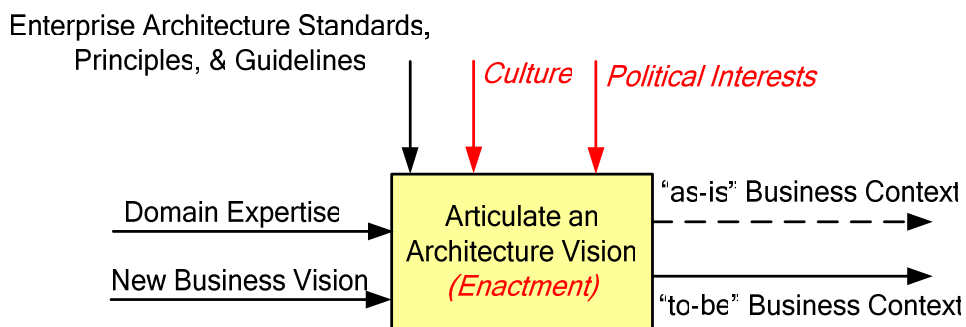 Enterprise Architecture Standards,
Principles, & Guidelines
Culture
Political Interests
Domain Expertise
New Business Vision
Articulate an
Architecture Vision
(Enactment)
“as-is” Business Context
“to-be” Business Context